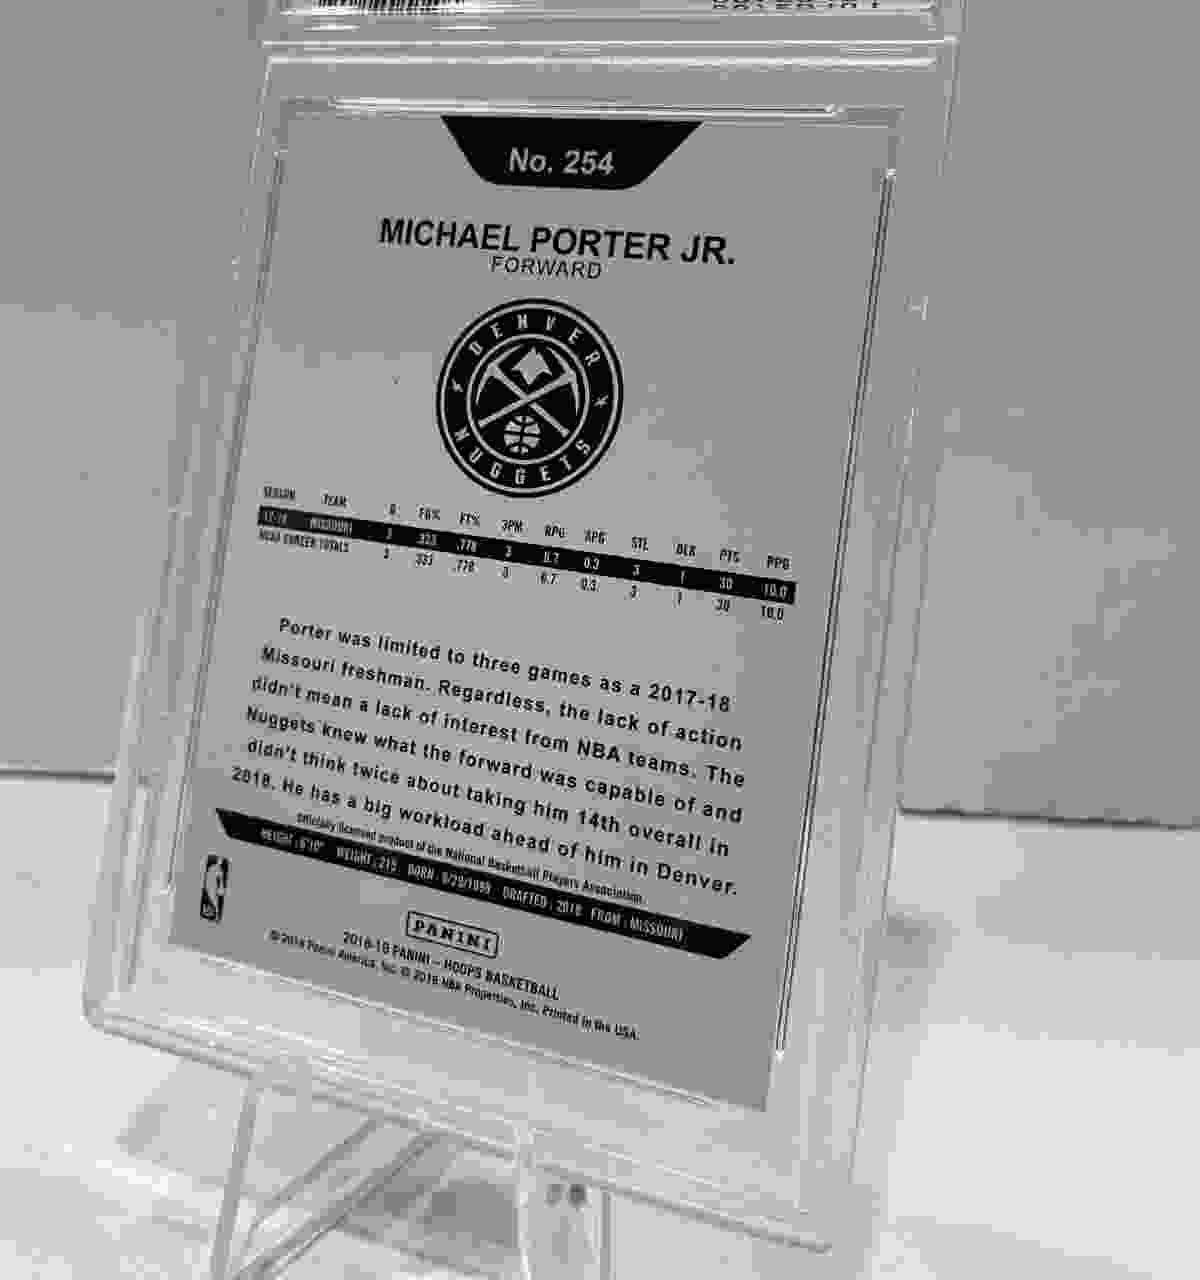 No. 254
MICHAEL PORTER JR.
FORWARD
DENVER
NUGGETS
SEASON TEAM G FG% FT% 3PM RPG APG STL BLK PTS PPG
17-18 MISSOURI 3 .333 .778 3 6.7 0.3 3 1 30 10.0
NCAA CAREER TOTALS 3 .333 .778 3 6.7 0.3 3 1 30 10.0
Porter was limited to three games as a 2017-18
Missouri freshman. Regardless, the lack of action
didn't mean a lack of interest from NBA teams. The
Nuggets knew what the forward was capable of and
didn't think twice about taking him 14th overall in
2018. He has a big workload ahead of him in Denver.
Officially licensed product of the National Basketball Players Association.
HEIGHT: 6'10" WEIGHT: 215 BORN: 6/29/1998 DRAFTED: 2018 FROM: MISSOURI
PANINI
2018-19 PANINI – HOOPS BASKETBALL
© 2018 Panini America, Inc. © 2018 NBA Properties, Inc. Printed in the USA.